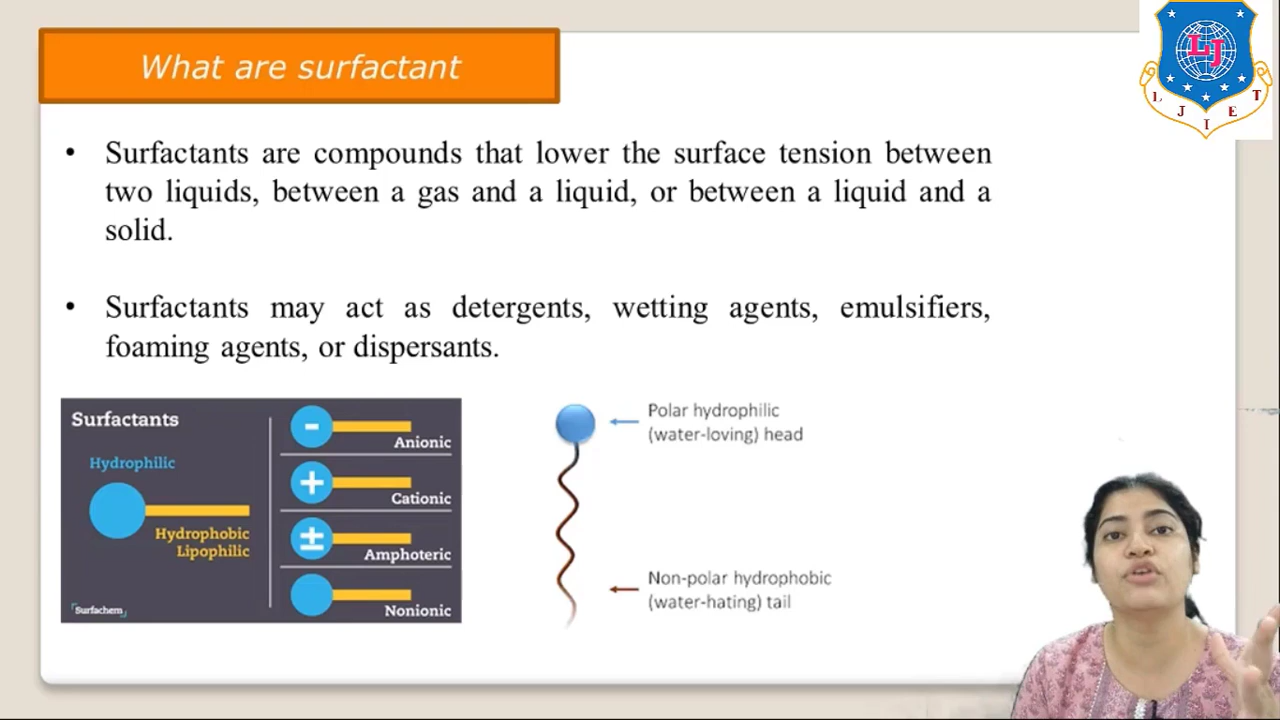 What are surfactant
LJ
L J I E T
• Surfactants are compounds that lower the surface tension between
two liquids, between a gas and a liquid, or between a liquid and a
solid.
• Surfactants may act as detergents, wetting agents, emulsifiers,
foaming agents, or dispersants.
Surfactants
Hydrophilic
Hydrophobic
Lipophilic
Surfachem
-
Anionic
+
Cationic
±
Amphoteric
Nonionic
Polar hydrophilic
(water-loving) head
Non-polar hydrophobic
(water-hating) tail